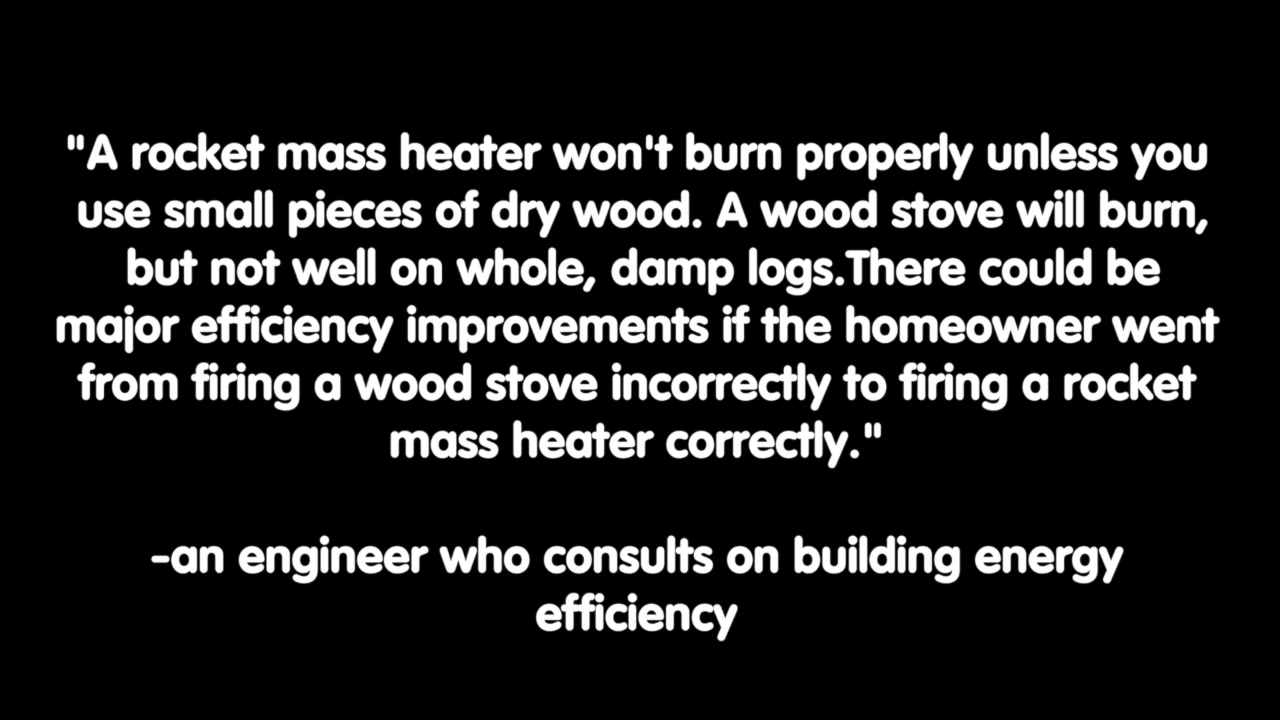 "A rocket mass heater won't burn properly unless you
use small pieces of dry wood. A wood stove will burn,
but not well on whole, damp logs.There could be
major efficiency improvements if the homeowner went
from firing a wood stove incorrectly to firing a rocket
mass heater correctly."
-an engineer who consults on building energy
efficiency